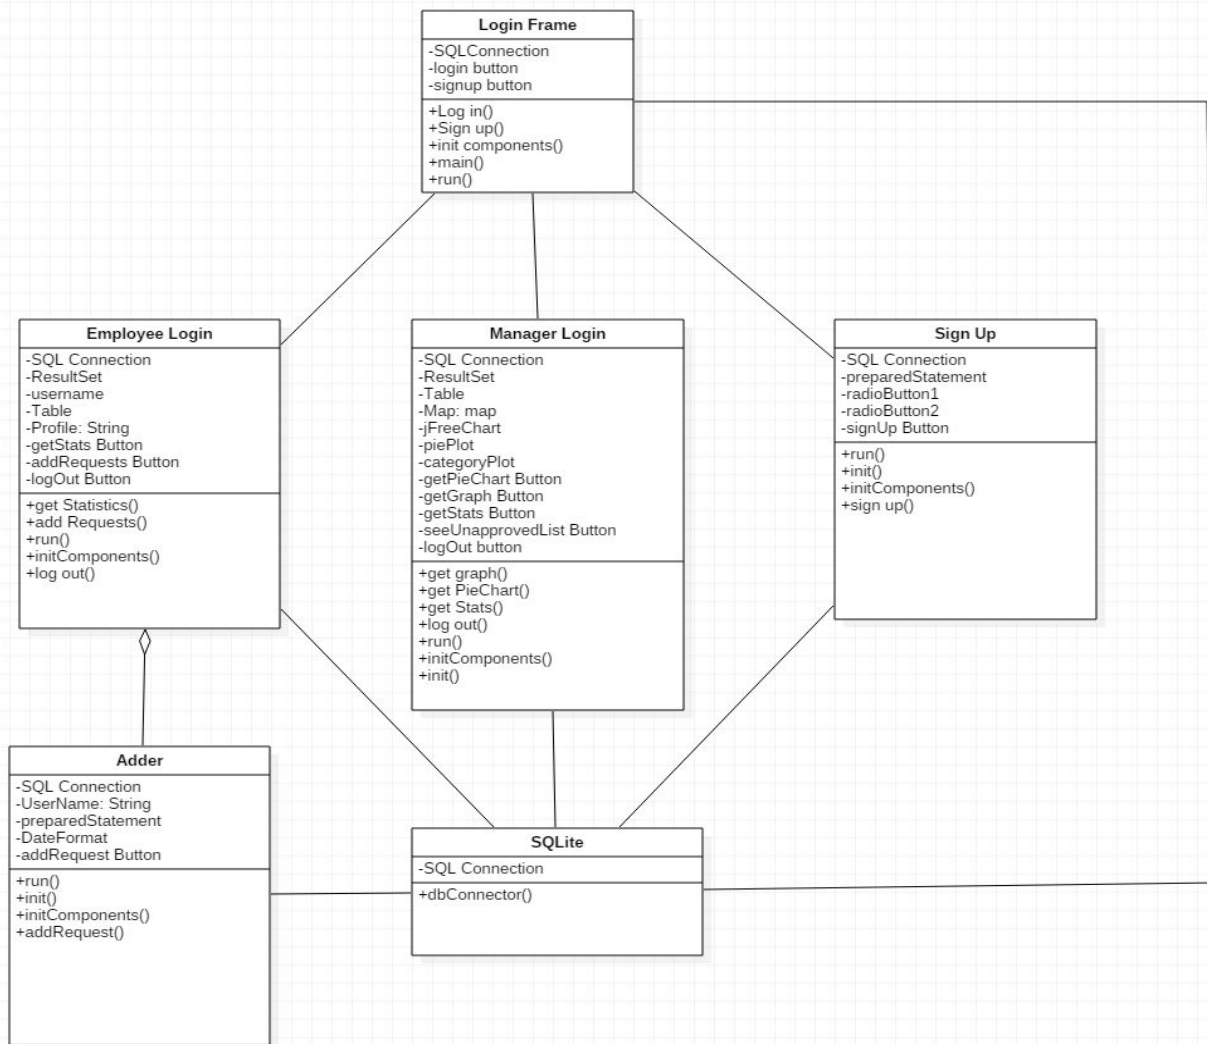 Login Frame
-SQLConnection
-login button
-signup button
+Log in()
+Sign up()
+init components()
+main()
+run()
Employee Login
-SQL Connection
-ResultSet
-username
-Table
-Profile: String
-getStats Button
-addRequests Button
-logOut Button
+get Statistics()
+add Requests()
+run()
+initComponents()
+log out()
Manager Login
-SQL Connection
-ResultSet
-Table
-Map: map
-jFreeChart
-piePlot
-categoryPlot
-getPieChart Button
-getGraph Button
-getStats Button
-seeUnapprovedList Button
-logOut button
+get graph()
+get PieChart()
+get Stats()
+log out()
+run()
+initComponents()
+init()
Sign Up
-SQL Connection
-preparedStatement
-radioButton1
-radioButton2
-signUp Button
+run()
+init()
+initComponents()
+sign up()
Adder
-SQL Connection
-UserName: String
-preparedStatement
-DateFormat
-addRequest Button
+run()
+init()
+initComponents()
+addRequest()
SQLite
-SQL Connection
+dbConnector()